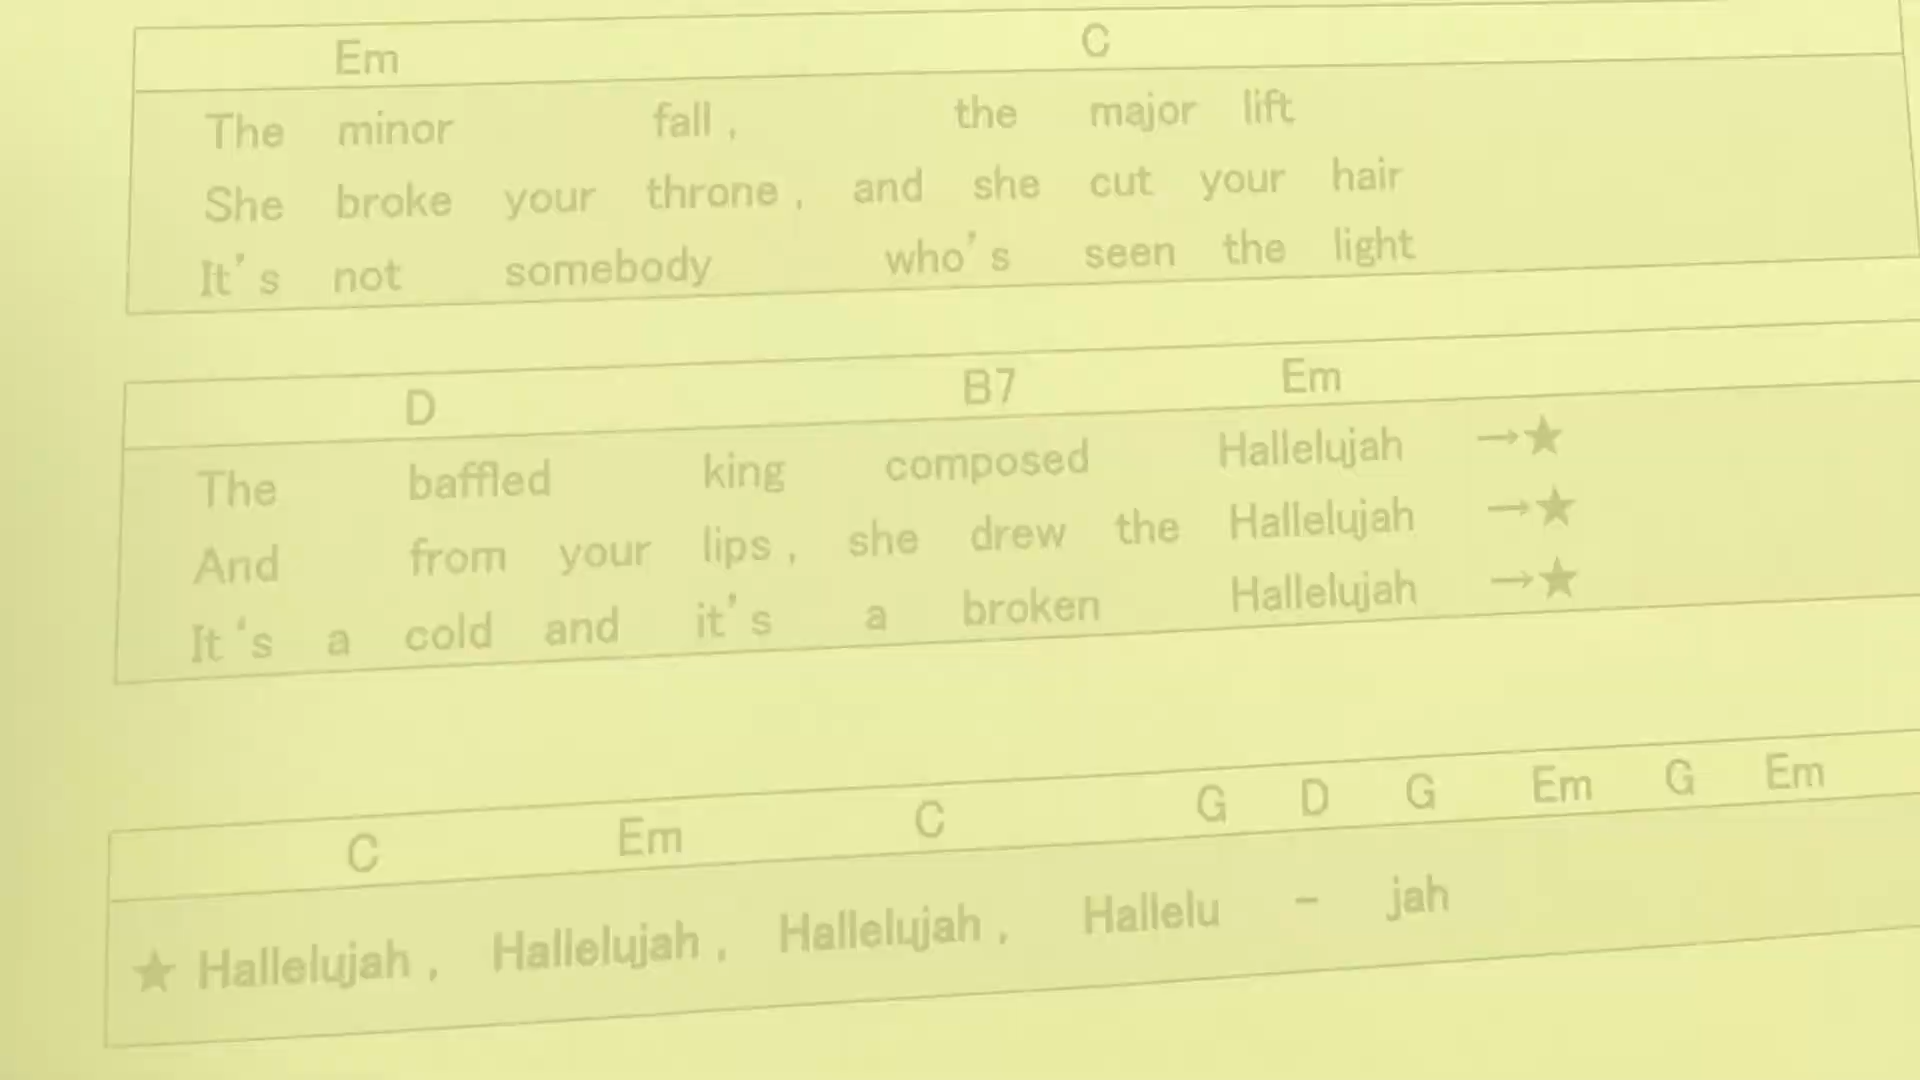 Em C
The minor fall, the major lift
She broke your throne, and she cut your hair
It's not somebody who's seen the light
D B7 Em
The baffled king composed Hallelujah →★
And from your lips, she drew the Hallelujah →★
It‘s a cold and it's a broken Hallelujah →★
C Em C G D G Em G Em
★ Hallelujah, Hallelujah, Hallelujah, Hallelu - jah